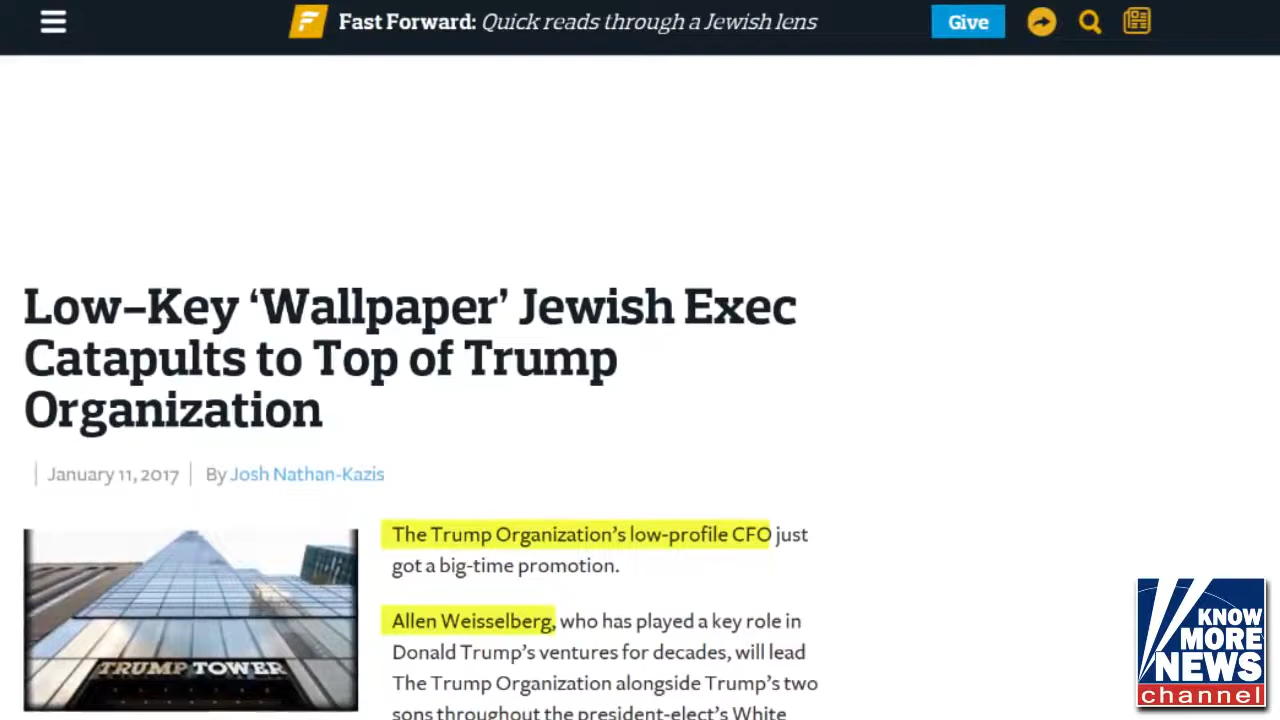 Fast Forward: Quick reads through a Jewish lens
Give
Low-Key ‘Wallpaper’ Jewish Exec
Catapults to Top of Trump
Organization
January 11, 2017
By Josh Nathan-Kazis
The Trump Organization’s low-profile CFO just
got a big-time promotion.
Allen Weisselberg, who has played a key role in
Donald Trump’s ventures for decades, will lead
The Trump Organization alongside Trump’s two
sons throughout the president-elect’s White
TRUMP TOWER
KNOW
MORE
NEWS
channel